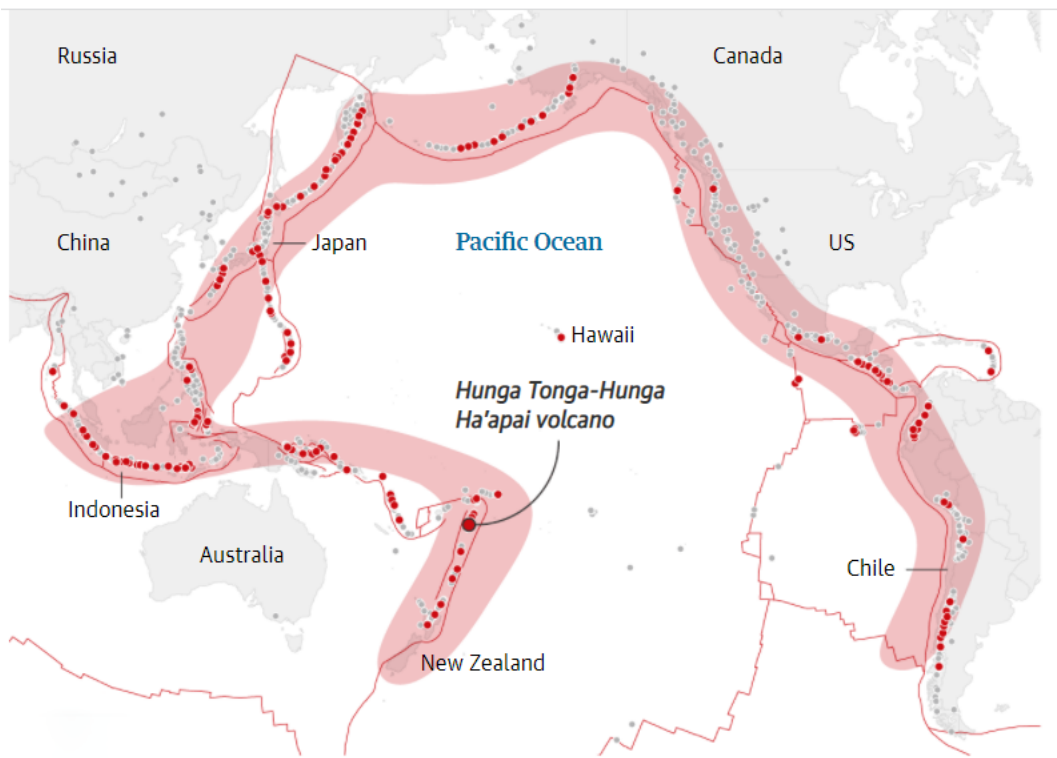 Russia
Canada
China
Japan
Pacific Ocean
US
Hawaii
Hunga Tonga-Hunga
Ha'apai volcano
Indonesia
Australia
Chile
New Zealand